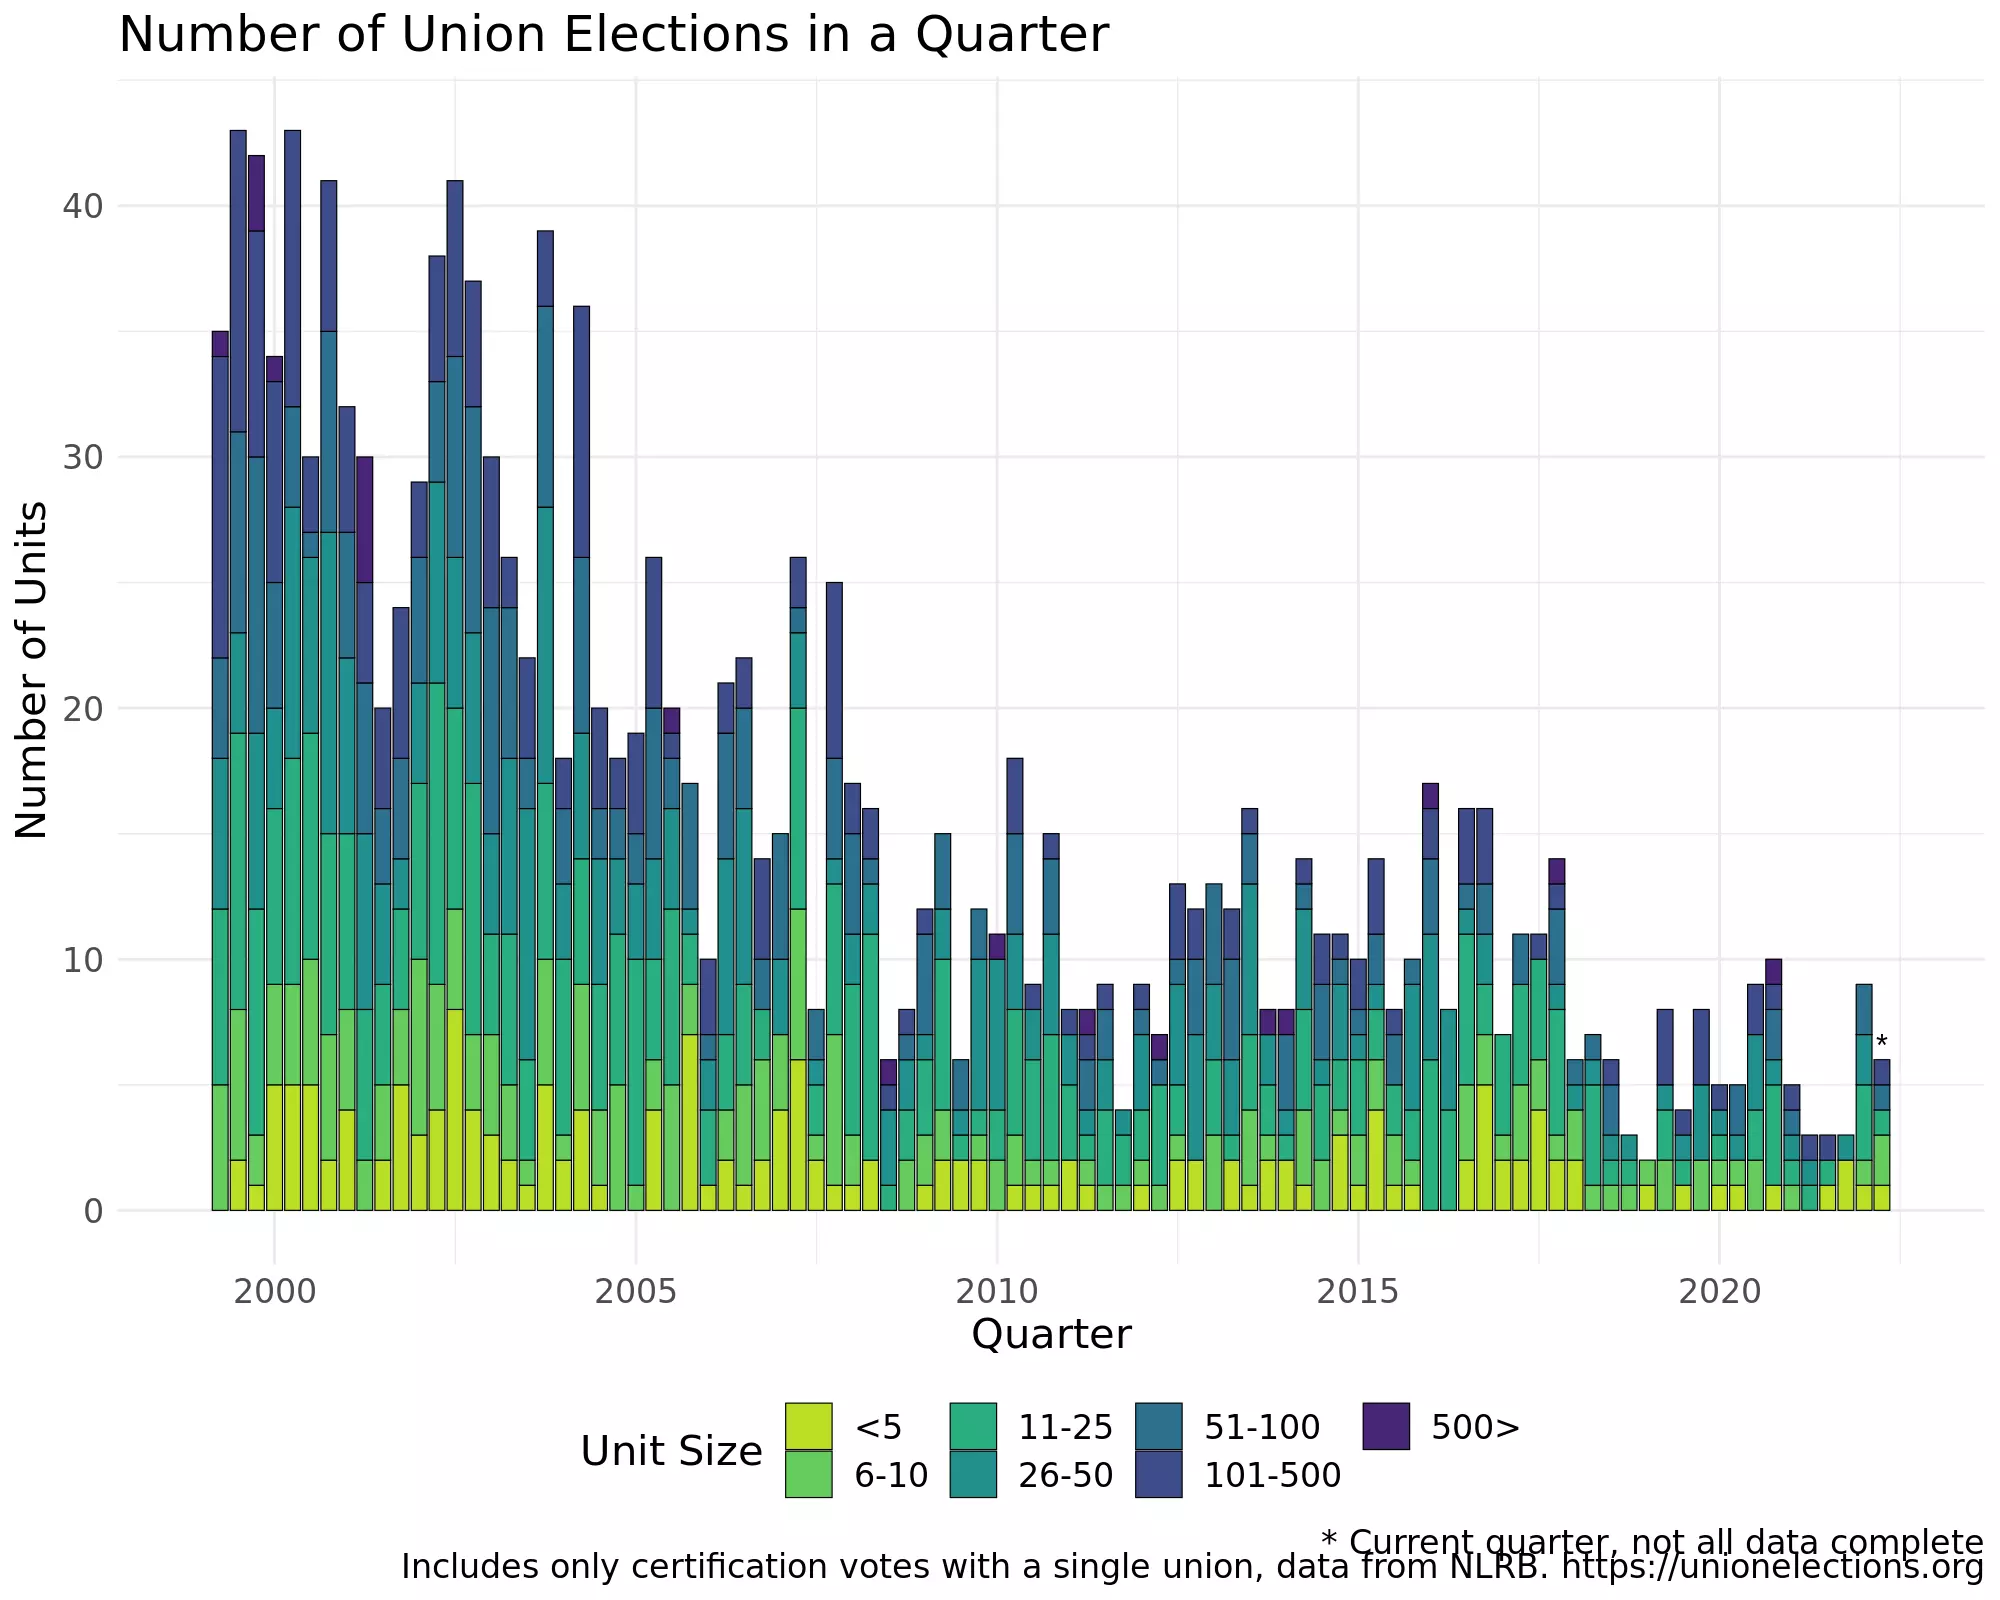 Number of Union Elections in a Quarter
Number of Units
40
30
20
10
0
*
2000 2005 2010 2015 2020
Quarter
Unit Size
<5 11-25 51-100 500>
6-10 26-50 101-500
* Current quarter, not all data complete
Includes only certification votes with a single union, data from NLRB. https://unionelections.org